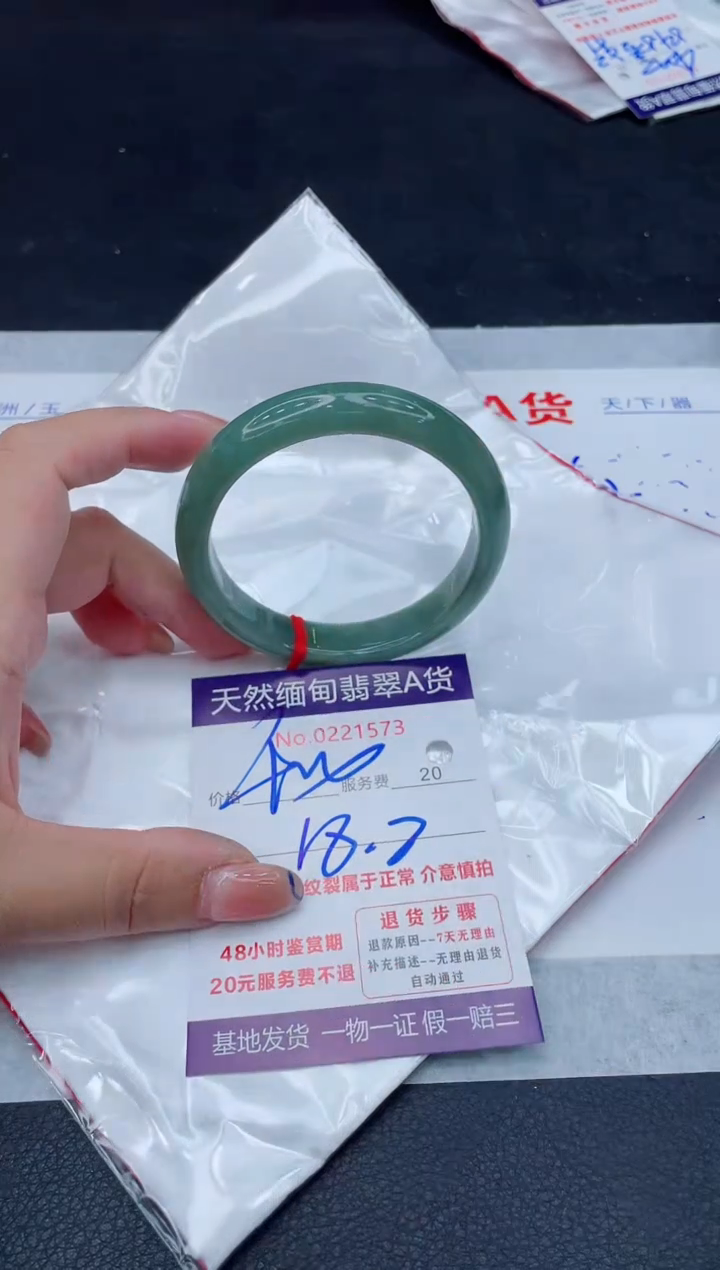 洲/玉
A货
天/下/器
天然缅甸翡翠A货
No.0221573
价格
服务费 20
18.7
纹裂属于正常 介意慎拍
48小时鉴赏期
20元服务费不退
退货步骤
退款原因--7天无理由
补充描述--无理由退货
自动通过
基地发货 一物一证 假一赔三